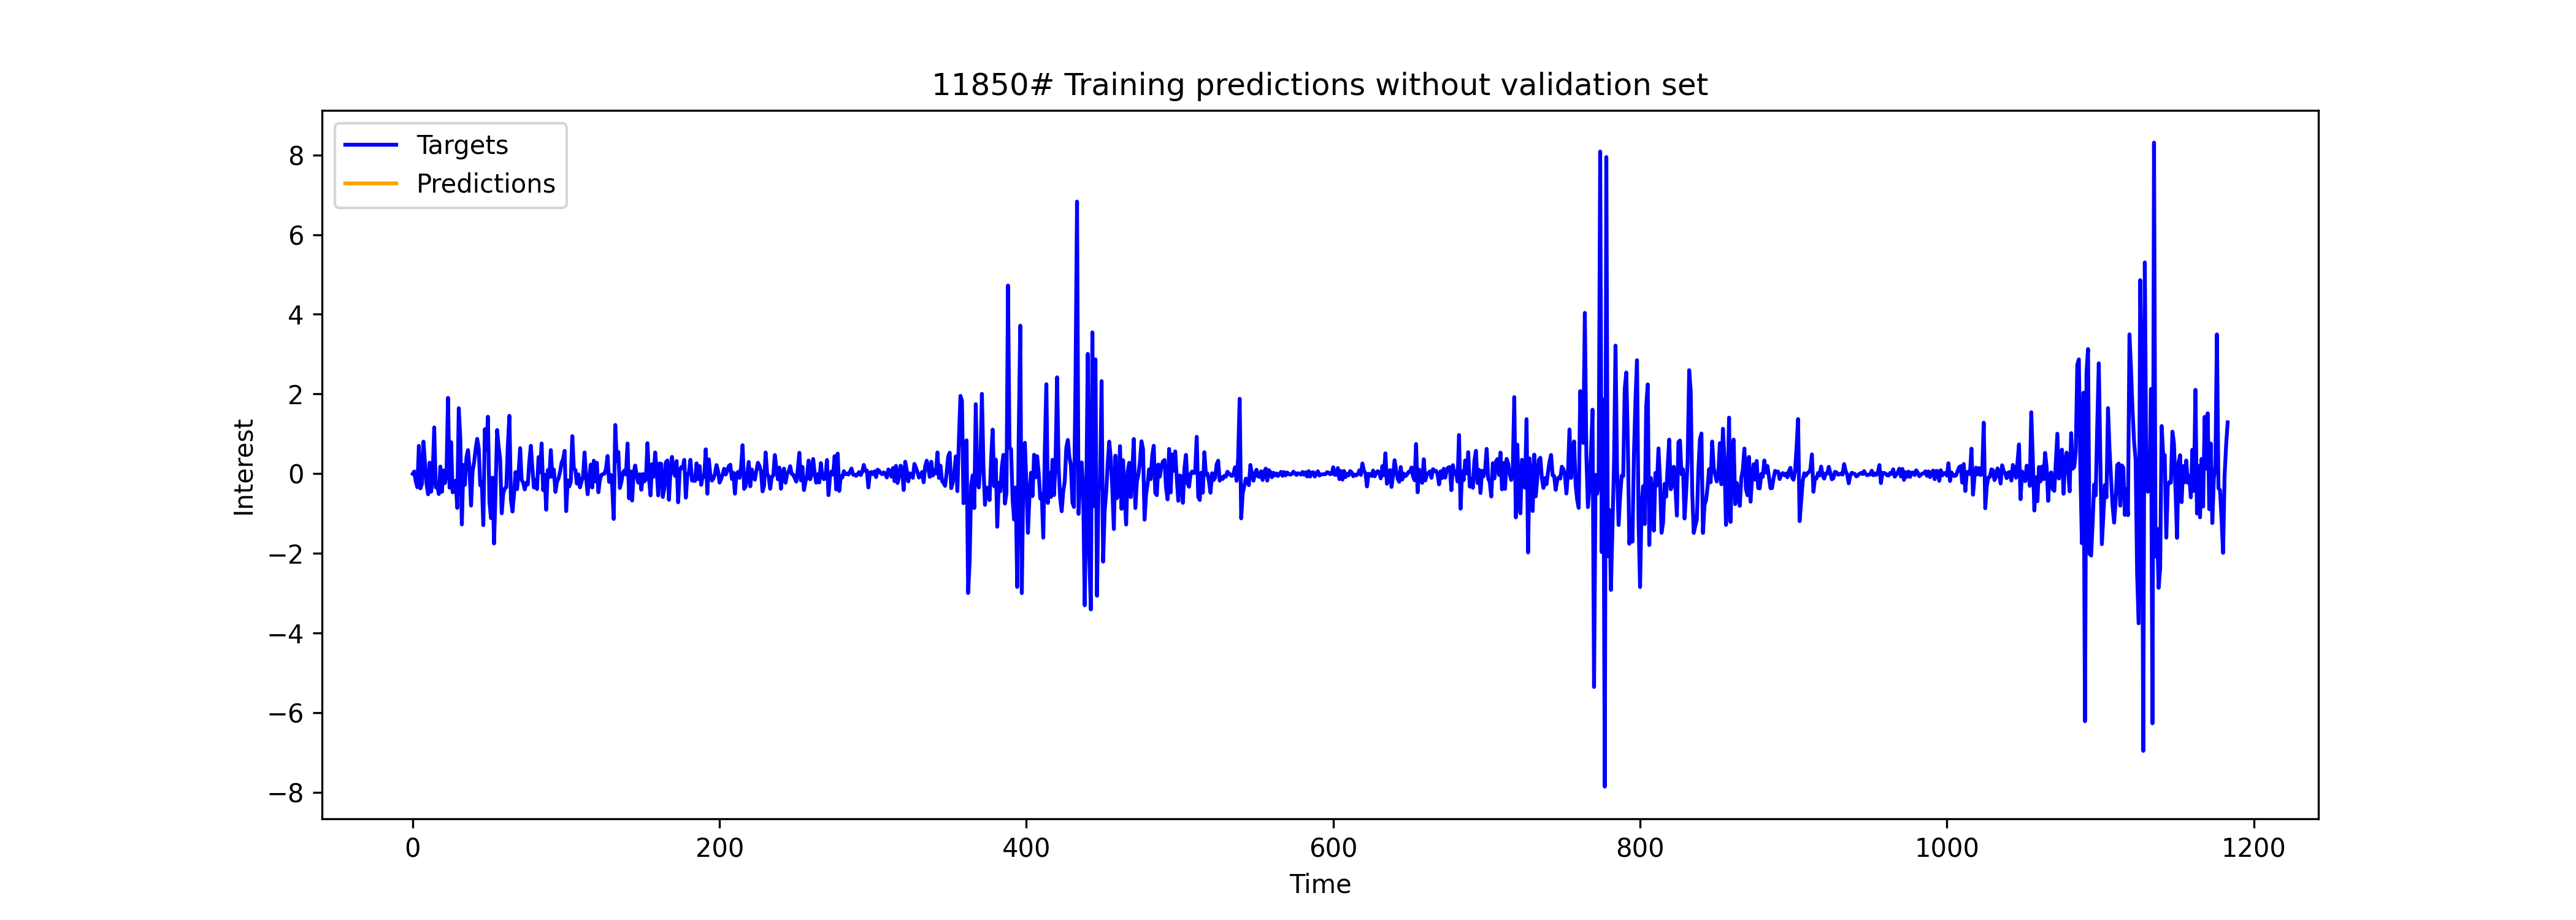 11850# Training predictions without validation set
Targets
Predictions
8
6
4
2
0
−2
−4
−6
−8
Interest
0 200 400 600 800 1000 1200
Time